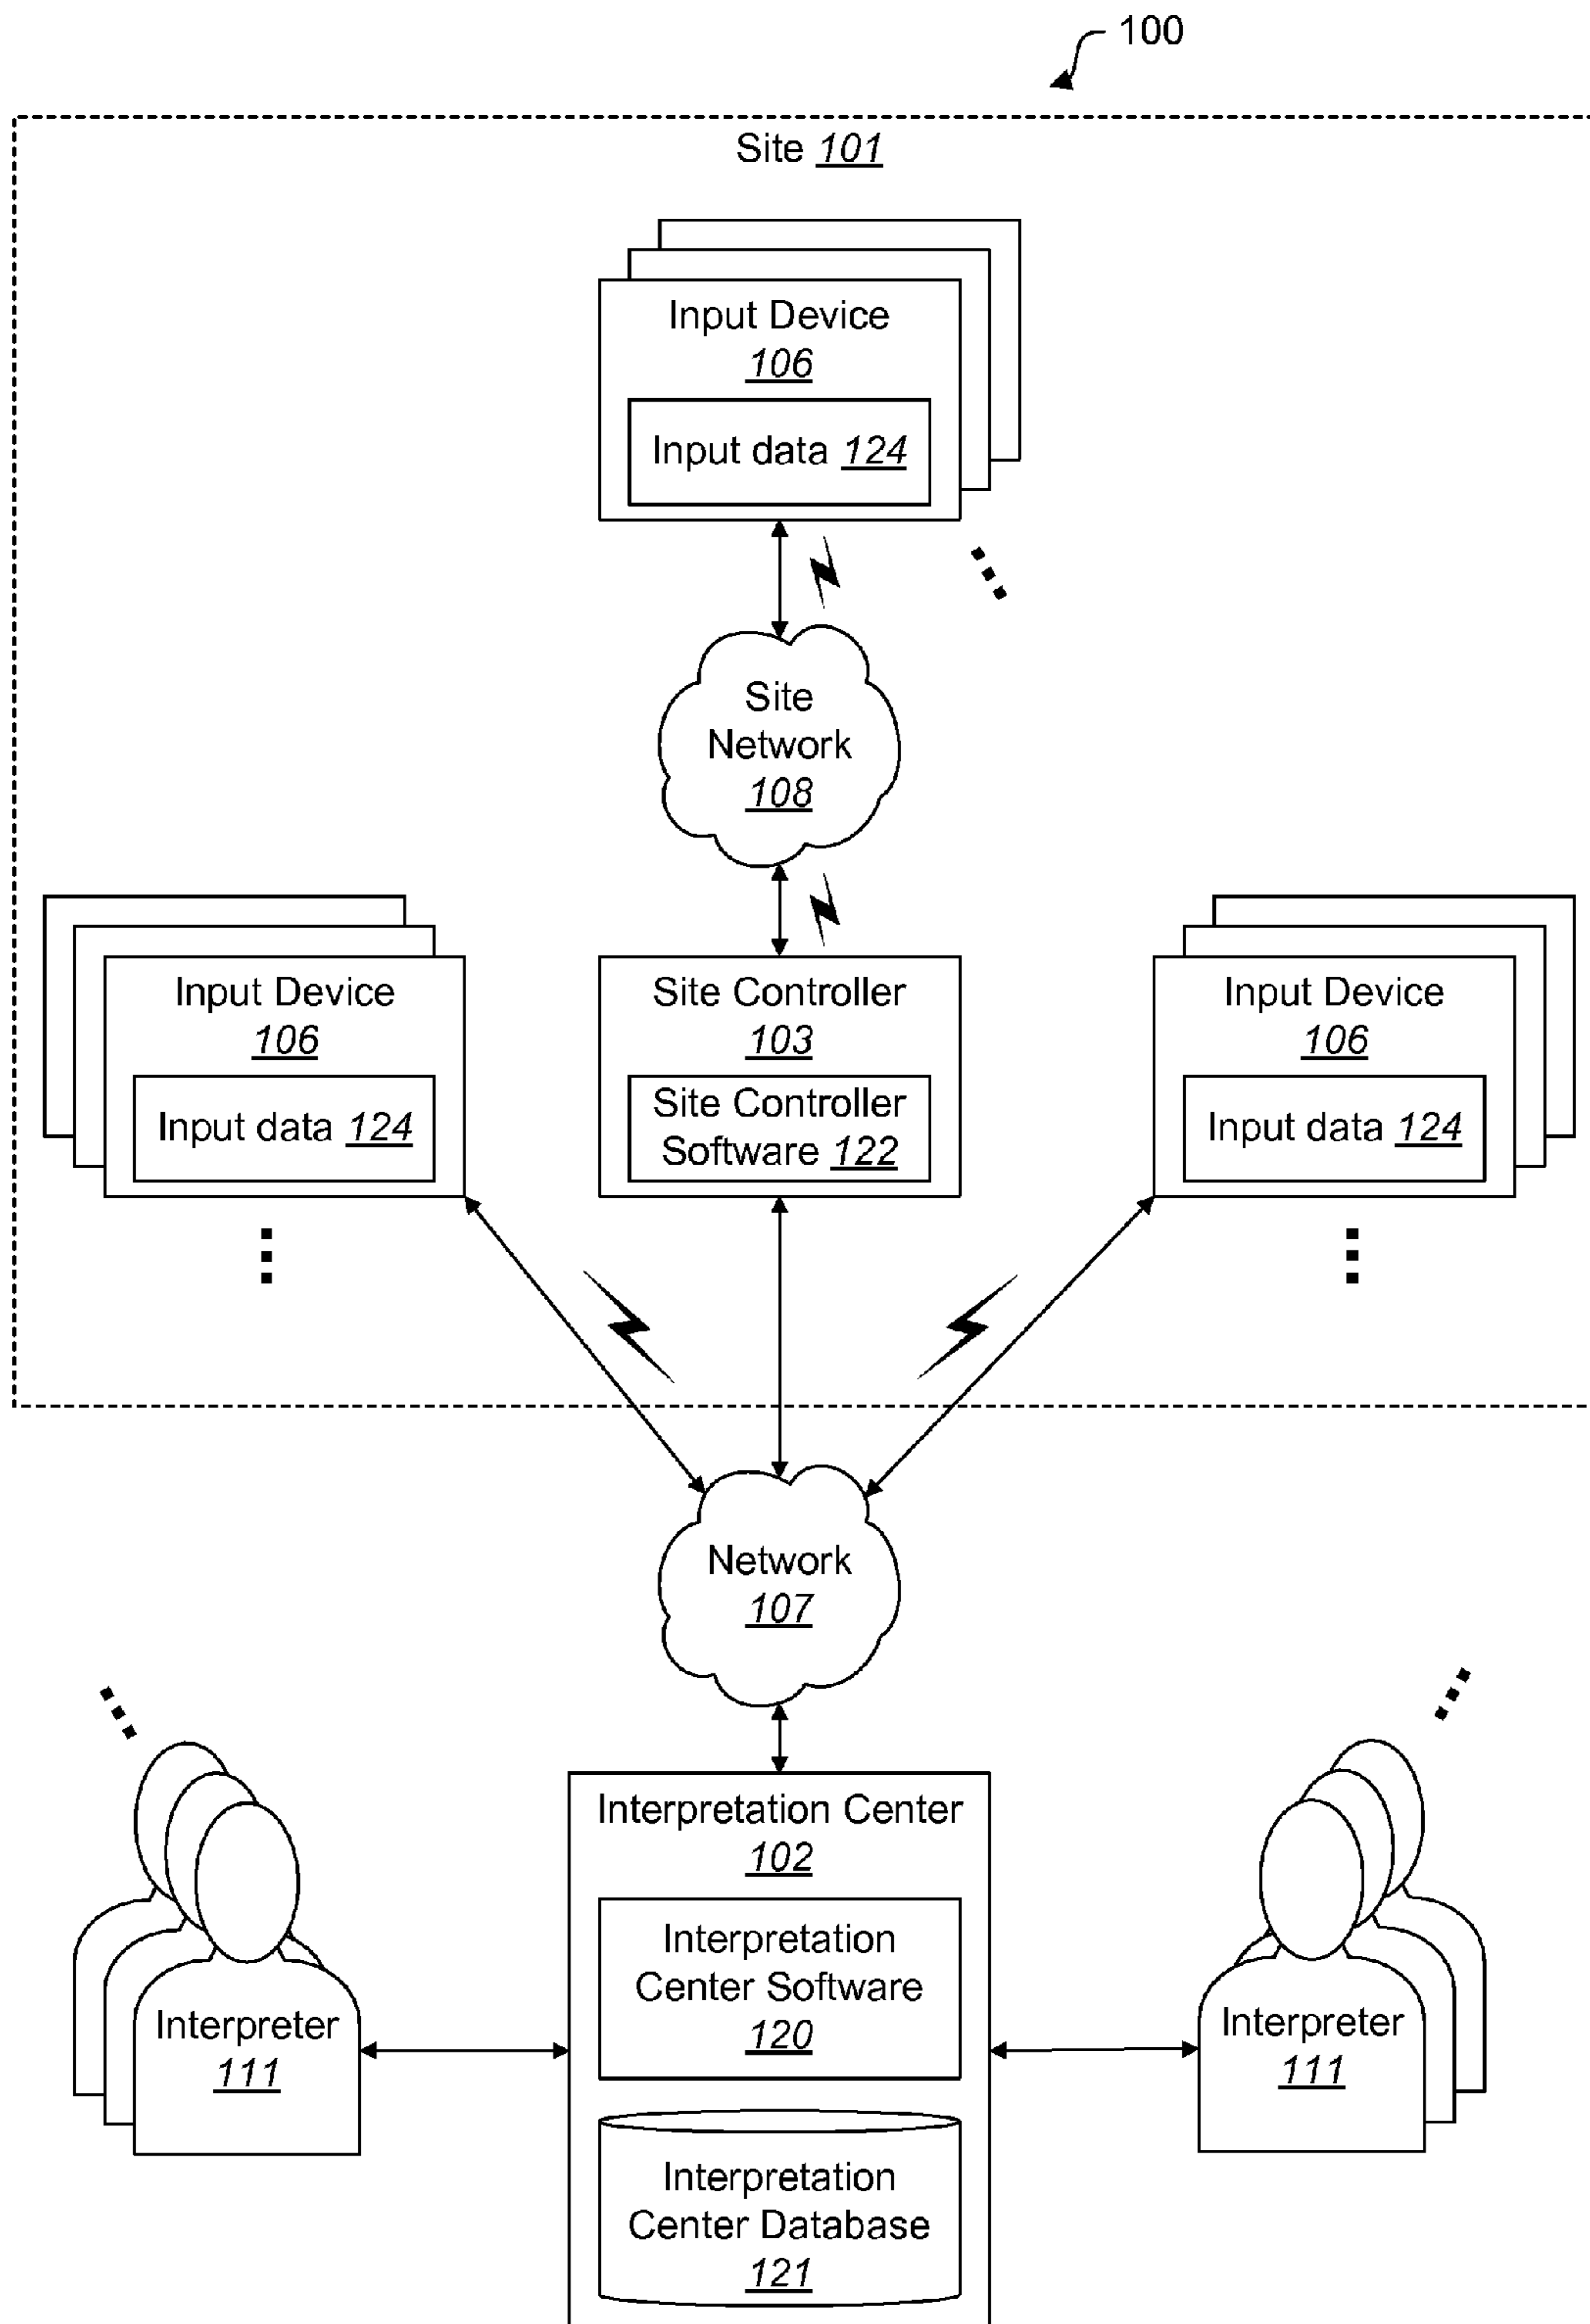 100
Site 101
Input Device
106
Input data 124
Site
Network
108
Input Device
106
Input data 124
Site Controller
103
Site Controller
Software 122
Input Device
106
Input data 124
Network
107
Interpretation Center
102
Interpretation
Center Software
120
Interpretation
Center Database
121
Interpreter
111
Interpreter
111